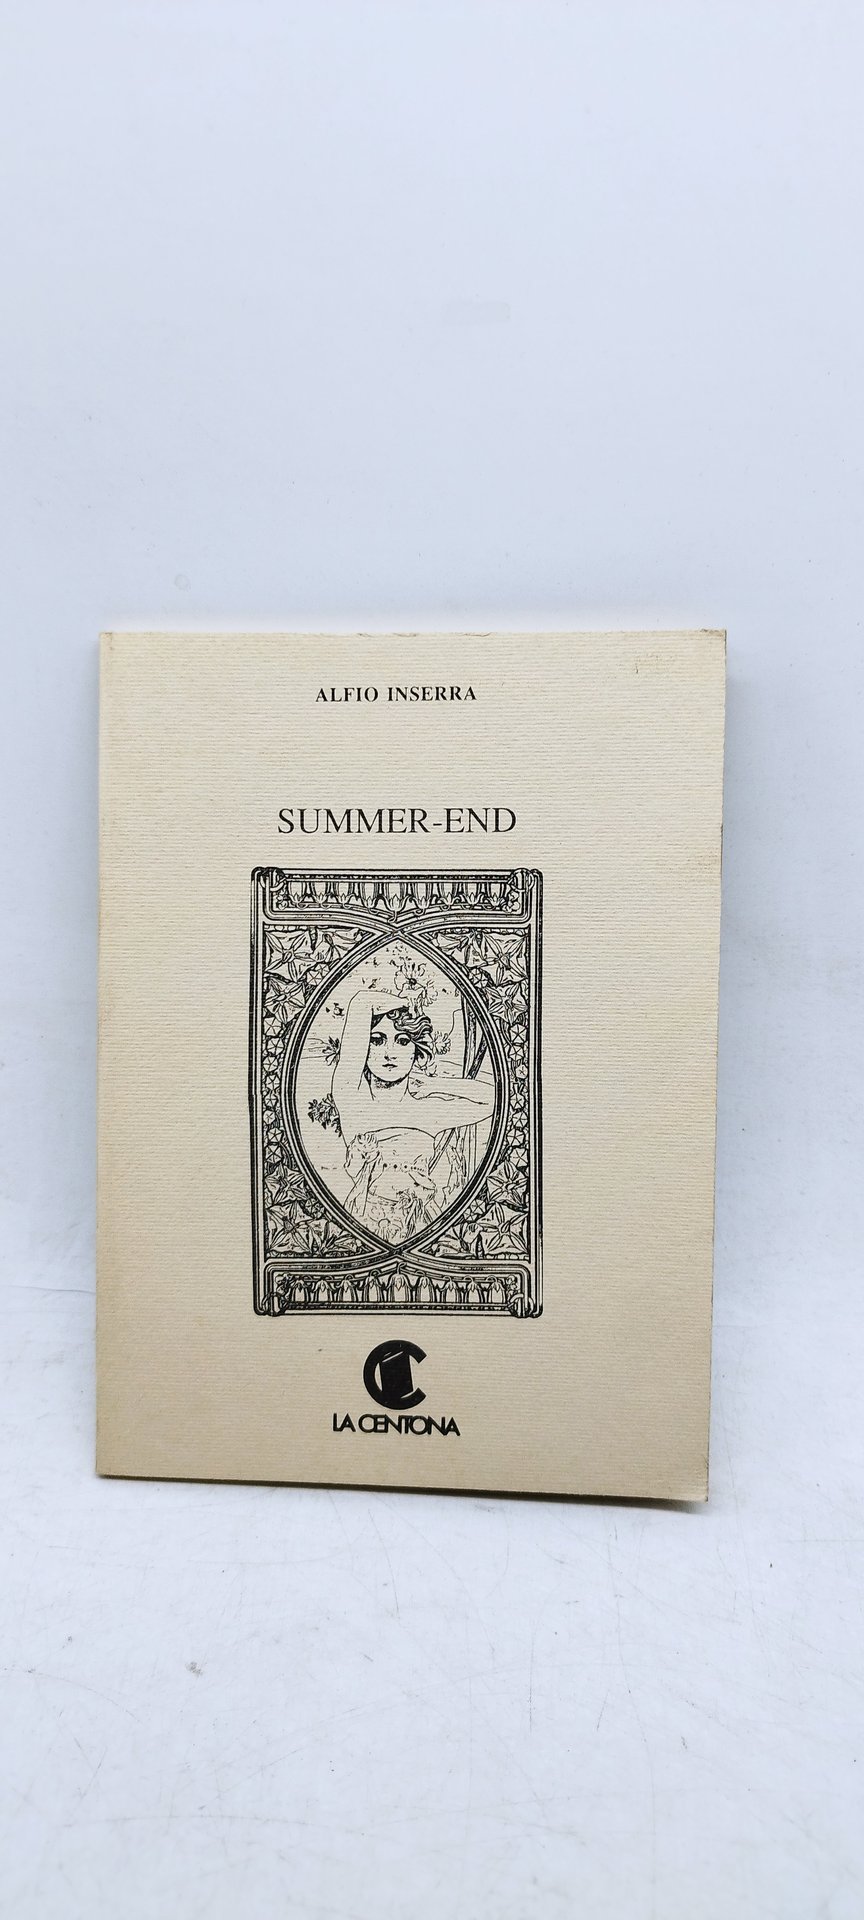 ALFIO INSERRA
SUMMER-END
LA CENTONA